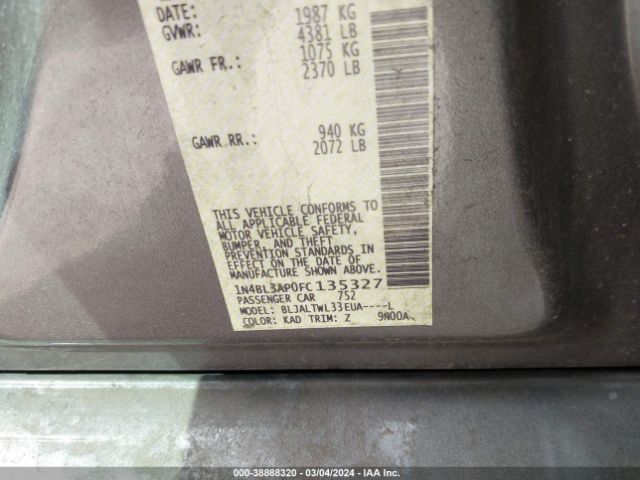 DATE:
1987 KG
GVWR: 4381 LB
1075 KG
GAWR FR.: 2370 LB
GAWR RR.: 940 KG
2072 LB
THIS VEHICLE CONFORMS TO
ALL APPLICABLE FEDERAL
MOTOR VEHICLE SAFETY,
BUMPER, AND THEFT
PREVENTION STANDARDS IN
EFFECT ON THE DATE OF
MANUFACTURE SHOWN ABOVE.
1N4BL3AP0FC135327
PASSENGER CAR 752
MODEL: BLJALTWL33EUA----L
COLOR: KAD TRIM: Z 9N00A
000-38888320 | 03/04/2024 | IAA Inc.